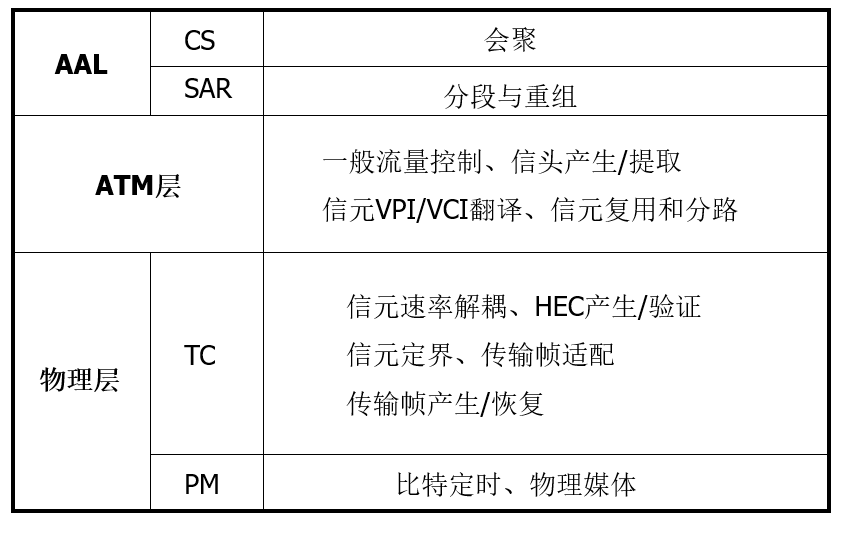 AAL
CS
会聚
SAR
分段与重组
ATM层
一般流量控制、信头产生/提取
信元VPI/VCI翻译、信元复用和分路
物理层
TC
信元速率解耦、HEC产生/验证
信元定界、传输帧适配
传输帧产生/恢复
PM
比特定时、物理媒体